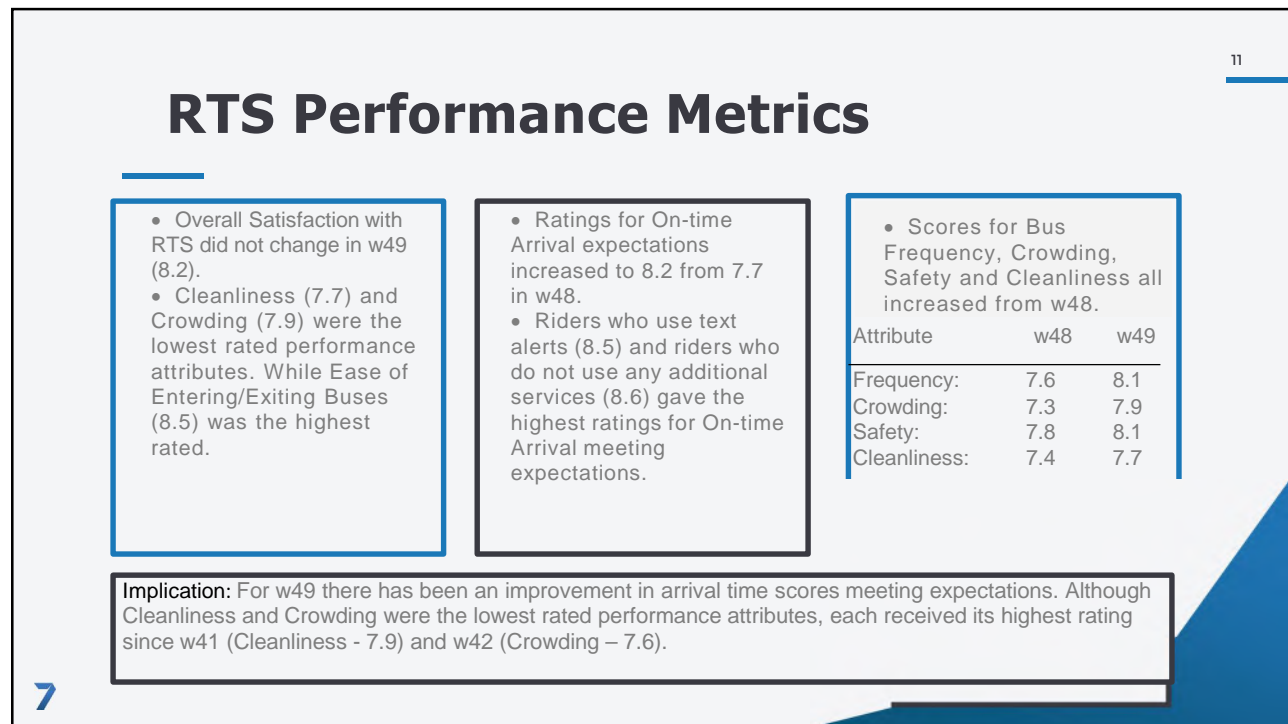 11
RTS Performance Metrics
• Overall Satisfaction with
RTS did not change in w49
(8.2).
• Cleanliness (7.7) and
Crowding (7.9) were the
lowest rated performance
attributes. While Ease of
Entering/Exiting Buses
(8.5) was the highest
rated.
• Ratings for On-time
Arrival expectations
increased to 8.2 from 7.7
in w48.
• Riders who use text
alerts (8.5) and riders who
do not use any additional
services (8.6) gave the
highest ratings for On-time
Arrival meeting
expectations.
• Scores for Bus
Frequency, Crowding,
Safety and Cleanliness all
increased from w48.
Attribute w48 w49
Frequency: 7.6 8.1
Crowding: 7.3 7.9
Safety: 7.8 8.1
Cleanliness: 7.4 7.7
Implication: For w49 there has been an improvement in arrival time scores meeting expectations. Although
Cleanliness and Crowding were the lowest rated performance attributes, each received its highest rating
since w41 (Cleanliness - 7.9) and w42 (Crowding – 7.6).
7